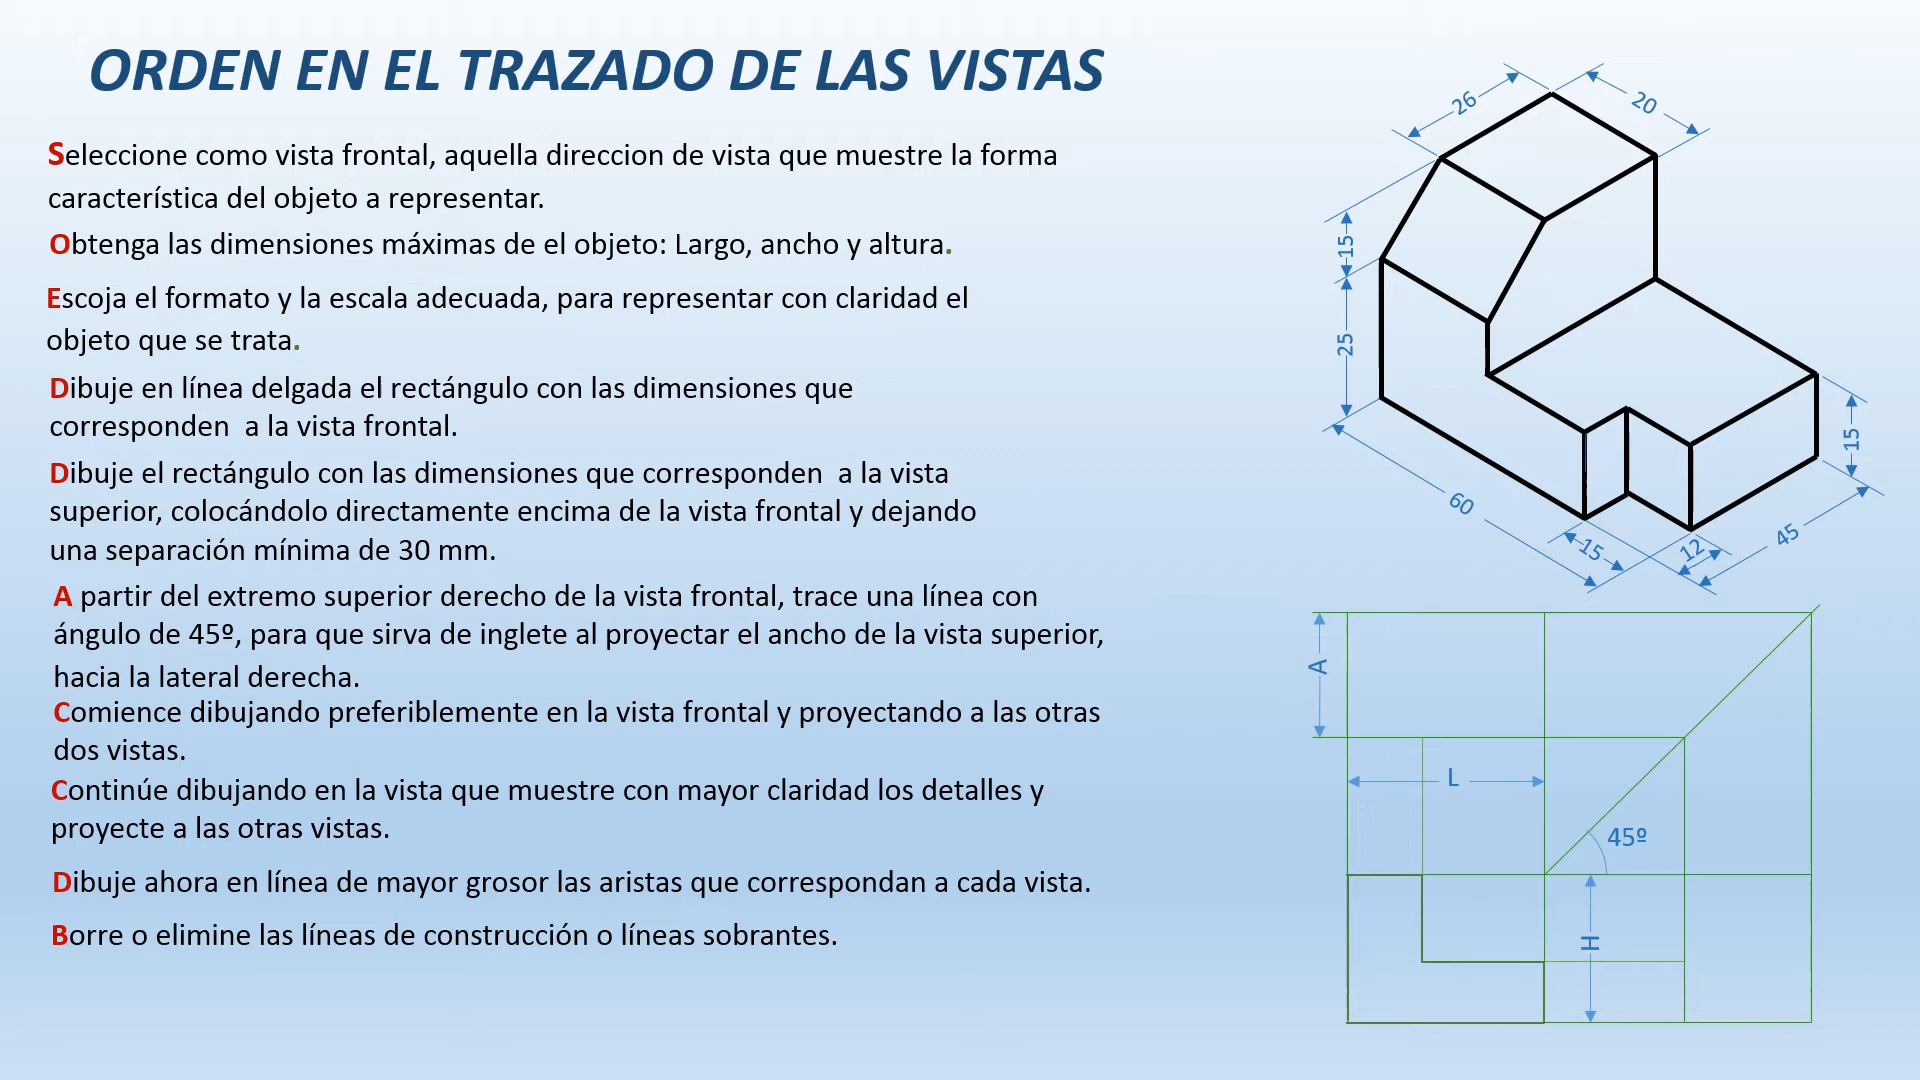 ORDEN EN EL TRAZADO DE LAS VISTAS
Seleccione como vista frontal, aquella direccion de vista que muestre la forma
característica del objeto a representar.
Obtenga las dimensiones máximas de el objeto: Largo, ancho y altura.
Escoja el formato y la escala adecuada, para representar con claridad el
objeto que se trata.
Dibuje en línea delgada el rectángulo con las dimensiones que
corresponden  a la vista frontal.
Dibuje el rectángulo con las dimensiones que corresponden  a la vista
superior, colocándolo directamente encima de la vista frontal y dejando
una separación mínima de 30 mm.
A partir del extremo superior derecho de la vista frontal, trace una línea con
ángulo de 45º, para que sirva de inglete al proyectar el ancho de la vista superior,
hacia la lateral derecha.
Comience dibujando preferiblemente en la vista frontal y proyectando a las otras
dos vistas.
Continúe dibujando en la vista que muestre con mayor claridad los detalles y
proyecte a las otras vistas.
Dibuje ahora en línea de mayor grosor las aristas que correspondan a cada vista.
Borre o elimine las líneas de construcción o líneas sobrantes.
26
20
15
25
15
60
15
12
45
A
L
45º
H